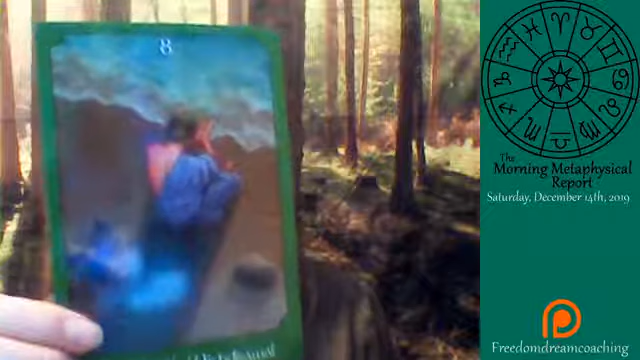 8
The
Morning Metaphysical
Report
Saturday, December 14th, 2019
Freedomdreamcoaching